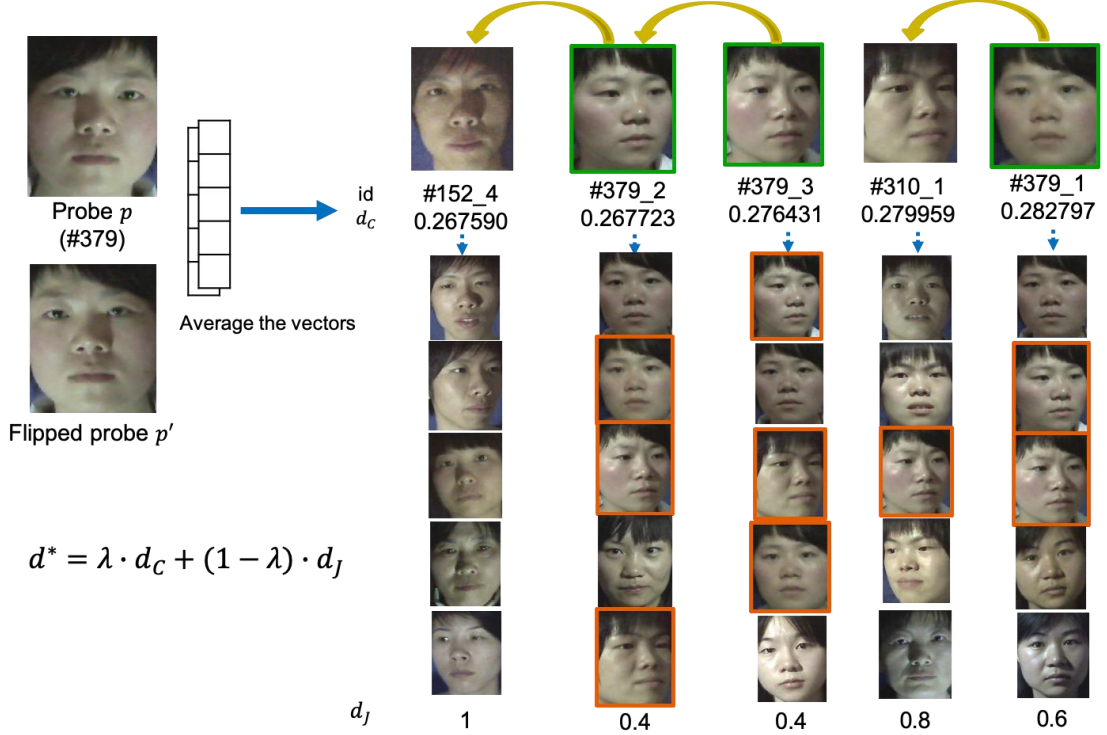 Probe p
(#379)
Flipped probe p′
Average the vectors
d* = λ · d_C + (1 − λ) · d_J
id
d_C
#152_4
0.267590
#379_2
0.267723
#379_3
0.276431
#310_1
0.279959
#379_1
0.282797
d_J
1
0.4
0.4
0.8
0.6